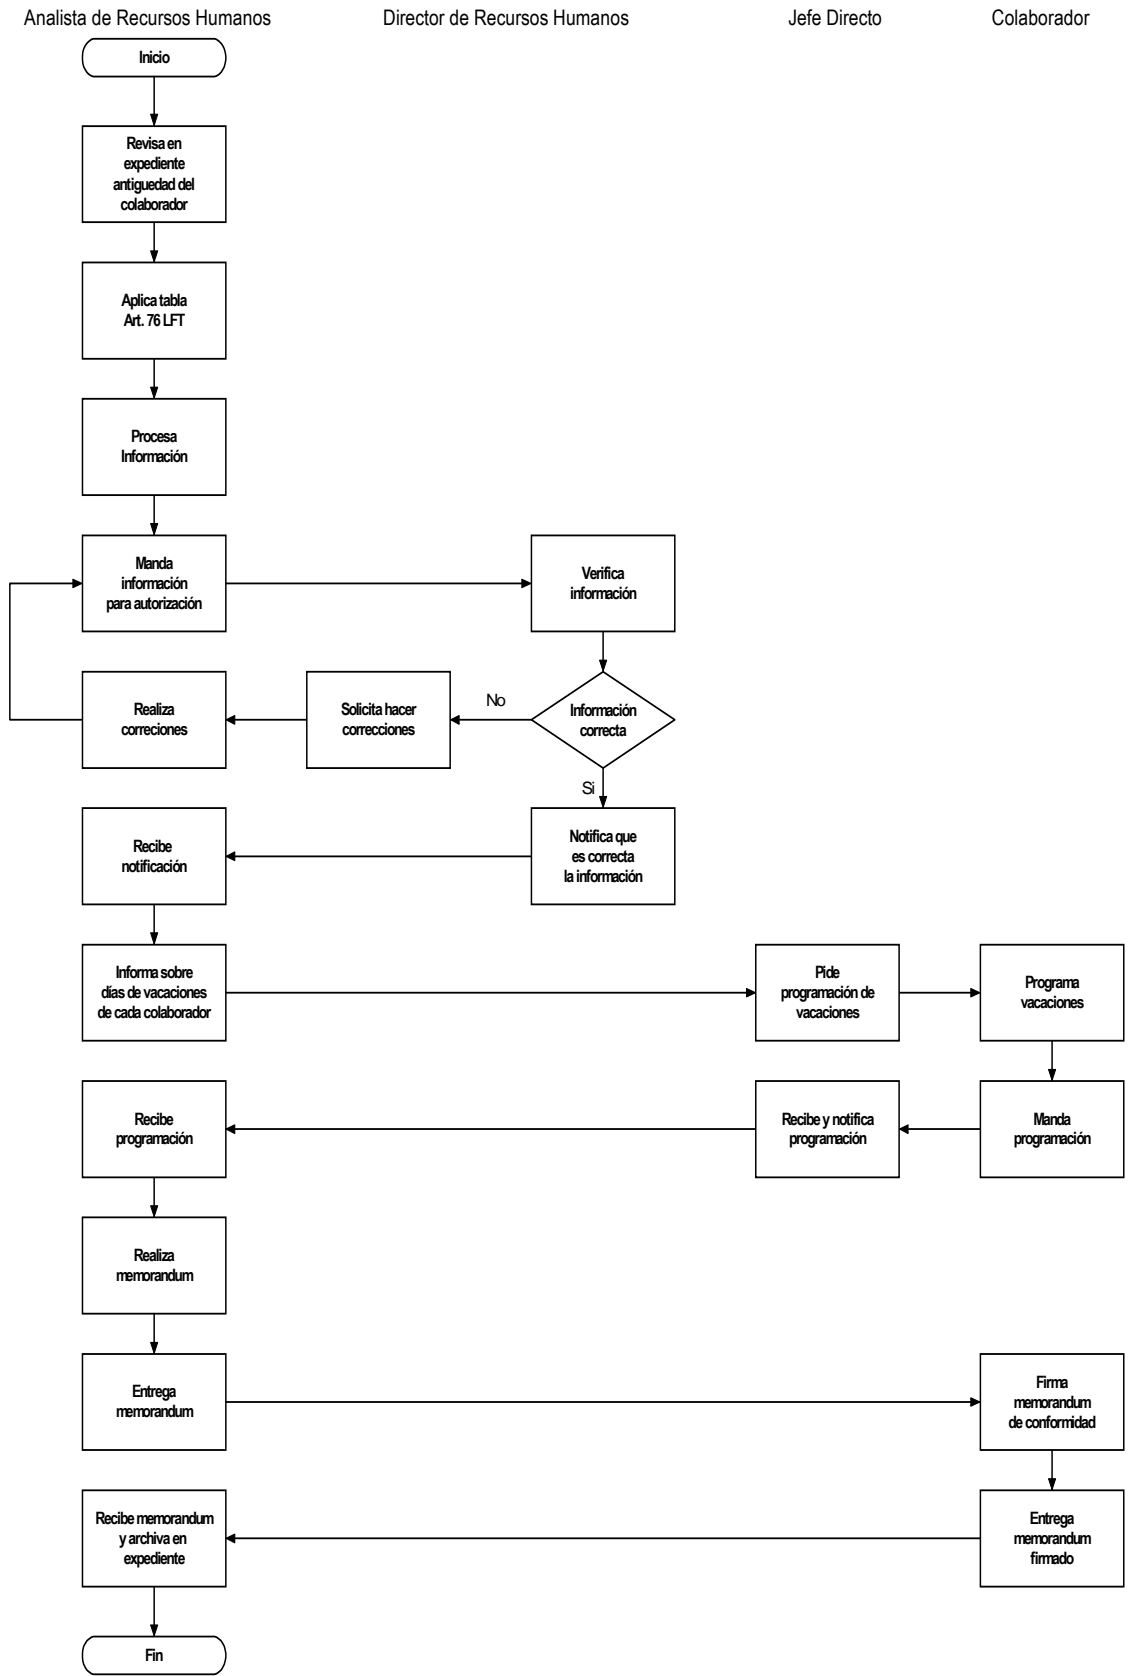 Analista de Recursos Humanos
Director de Recursos Humanos
Jefe Directo
Colaborador
Inicio
Revisa en
expediente
antiguedad del
colaborador
Aplica tabla
Art. 76 LFT
Procesa
Información
Manda
información
para autorización
Verifica
información
Realiza
correciones
Solicita hacer
correcciones
No
Información
correcta
Si
Recibe
notificación
Notifica que
es correcta
la información
Informa sobre
días de vacaciones
de cada colaborador
Pide
programación de
vacaciones
Programa
vacaciones
Recibe
programación
Recibe y notifica
programación
Manda
programación
Realiza
memorandum
Entrega
memorandum
Firma
memorandum
de conformidad
Recibe memorandum
y archiva en
expediente
Entrega
memorandum
firmado
Fin